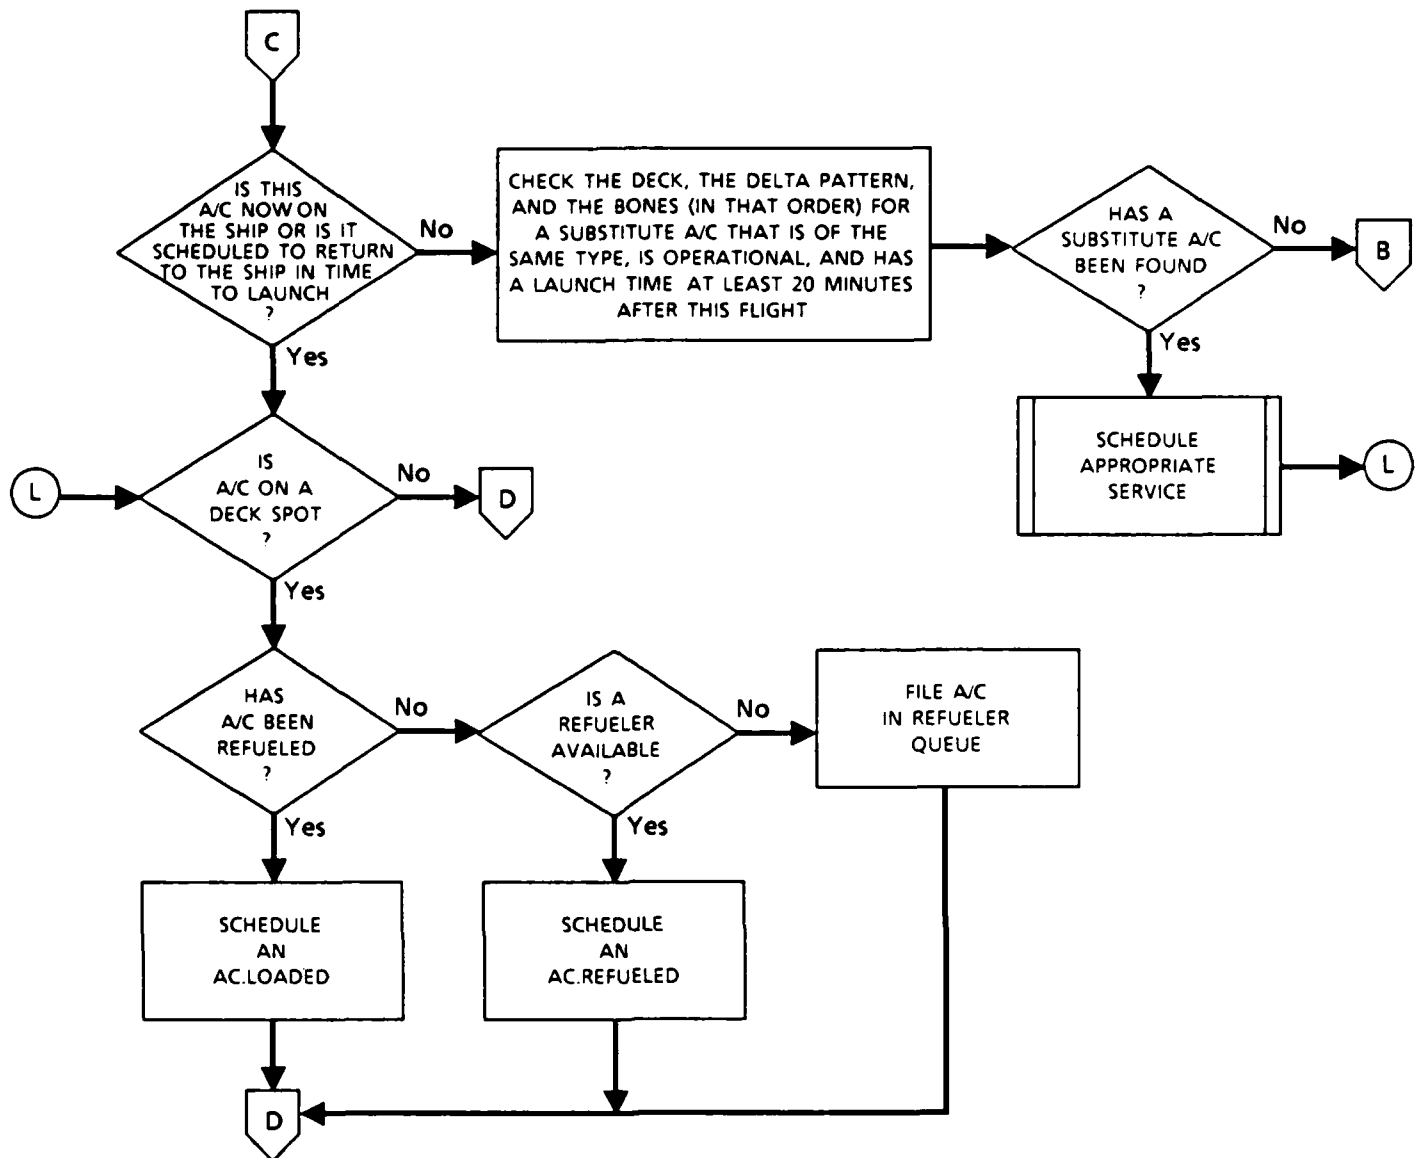 C
IS THIS
A/C NOW ON
THE SHIP OR IS IT
SCHEDULED TO RETURN
TO THE SHIP IN TIME
TO LAUNCH
?
No
CHECK THE DECK, THE DELTA PATTERN,
AND THE BONES (IN THAT ORDER) FOR
A SUBSTITUTE A/C THAT IS OF THE
SAME TYPE, IS OPERATIONAL, AND HAS
A LAUNCH TIME AT LEAST 20 MINUTES
AFTER THIS FLIGHT
HAS A
SUBSTITUTE A/C
BEEN FOUND
?
No
B
Yes
Yes
SCHEDULE
APPROPRIATE
SERVICE
L
L
IS
A/C ON A
DECK SPOT
?
No
D
Yes
HAS
A/C BEEN
REFUELED
?
No
IS A
REFUELER
AVAILABLE
?
No
FILE A/C
IN REFUELER
QUEUE
Yes
Yes
SCHEDULE
AN
AC.LOADED
SCHEDULE
AN
AC.REFUELED
D